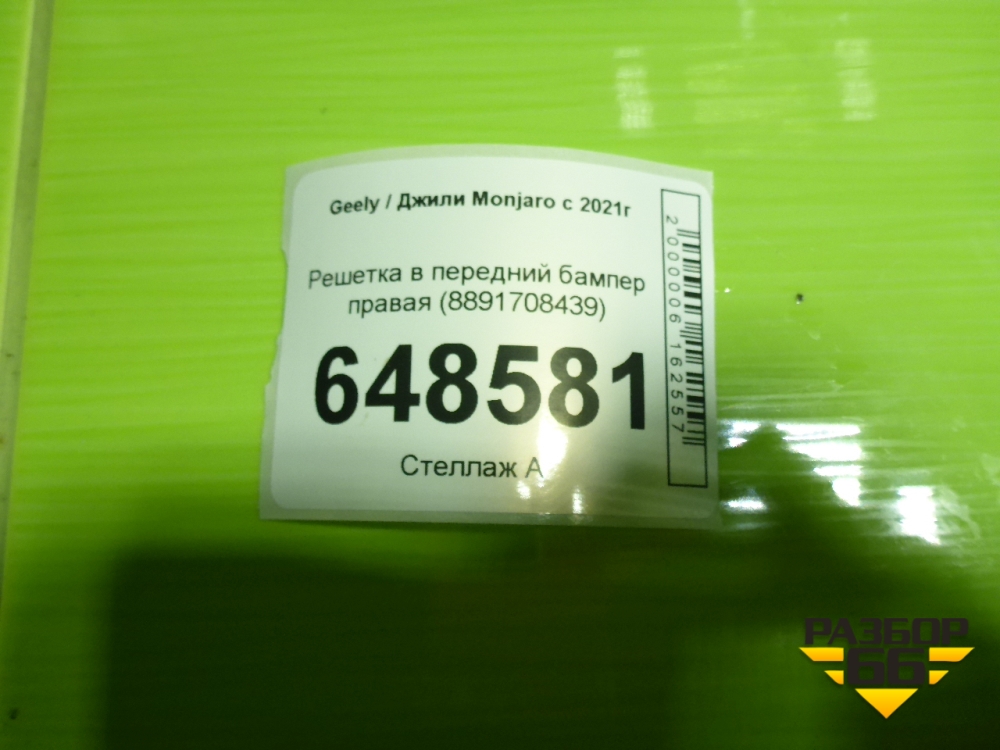 Geely / Джили Monjaro с 2021г
Решетка в передний бампер
правая (8891708439)
648581
Стеллаж А
2000006162557
РАЗБОР
66